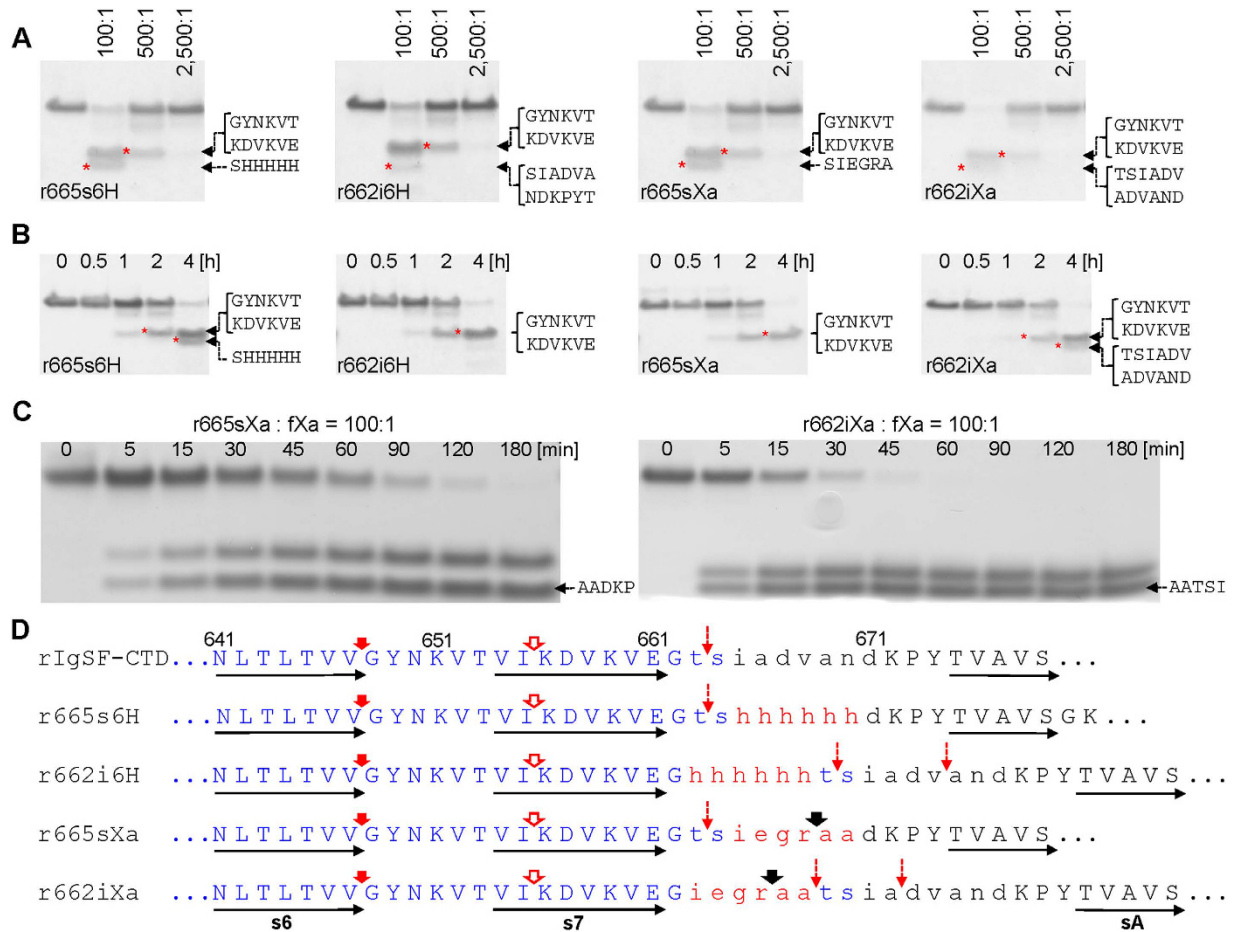 A
100:1 500:1 2,500:1
100:1 500:1 2,500:1
100:1 500:1 2,500:1
100:1 500:1 2,500:1
GYNKVT
KDVKVE
SHHHHH
r665s6H
GYNKVT
KDVKVE
SIADVA
NDKPYT
r662i6H
GYNKVT
KDVKVE
SIEGRA
r665sXa
GYNKVT
KDVKVE
TSIADV
ADVAND
r662iXa
B
0 0.5 1 2 4 [h]
GYNKVT
KDVKVE
SHHHHH
r665s6H
0 0.5 1 2 4 [h]
GYNKVT
KDVKVE
r662i6H
0 0.5 1 2 4 [h]
GYNKVT
KDVKVE
r665sXa
0 0.5 1 2 4 [h]
GYNKVT
KDVKVE
TSIADV
ADVAND
r662iXa
C
r665sXa : fXa = 100:1
0 5 15 30 45 60 90 120 180 [min]
AADKP
r662iXa : fXa = 100:1
0 5 15 30 45 60 90 120 180 [min]
AATSI
D
641 651 661 671
rIgSF-CTD...NLTLTVVGYNKVTVIKDVKVEGtsiadvandKPYTVAVS...
r665s6H ...NLTLTVVGYNKVTVIKDVKVEGtshhhhhhdKPYTVAVSGK...
r662i6H ...NLTLTVVGYNKVTVIKDVKVEGhhhhhhtsiadvandKPYTVAVS...
r665sXa ...NLTLTVVGYNKVTVIKDVKVEGtsiegraadKPYTVAVS...
r662iXa ...NLTLTVVGYNKVTVIKDVKVEGiegraatsiadvandKPYTVAVS...
s6 s7 sA